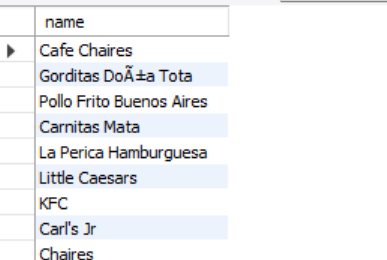 name
Cafe Chaires
Gorditas DoÃ±a Tota
Pollo Frito Buenos Aires
Carnitas Mata
La Perica Hamburguesa
Little Caesars
KFC
Carl's Jr
Chaires